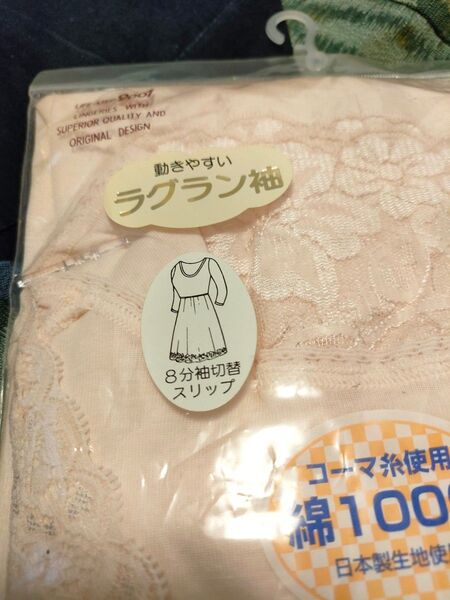 LINGERIES WITH
SUPERIOR QUALITY AND
ORIGINAL DESIGN
動きやすい
ラグラン袖
8分袖切替
スリップ
コーマ糸使用
綿100%
日本製生地使